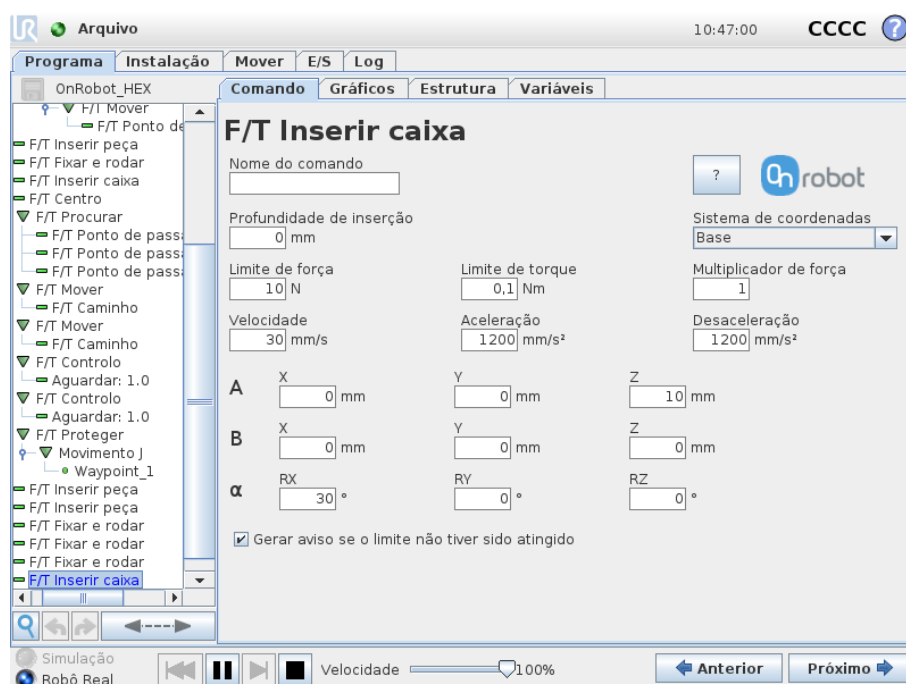 UR Arquivo 10:47:00 CCCC ?
Programa Instalação Mover E/S Log
OnRobot_HEX
F/T Mover
F/T Ponto de
F/T Inserir peça
F/T Fixar e rodar
F/T Inserir caixa
F/T Centro
F/T Procurar
F/T Ponto de pass
F/T Ponto de pass
F/T Ponto de pass
F/T Mover
F/T Caminho
F/T Mover
F/T Caminho
F/T Controlo
Aguardar: 1.0
F/T Controlo
Aguardar: 1.0
F/T Proteger
Movimento J
Waypoint_1
F/T Inserir peça
F/T Inserir peça
F/T Fixar e rodar
F/T Fixar e rodar
F/T Fixar e rodar
F/T Inserir caixa
Comando Gráficos Estrutura Variáveis
F/T Inserir caixa
Nome do comando
? On robot
Profundidade de inserção Sistema de coordenadas
0 mm Base
Limite de força Limite de torque Multiplicador de força
10 N 0,1 Nm 1
Velocidade Aceleração Desaceleração
30 mm/s 1200 mm/s² 1200 mm/s²
X Y Z
A 0 mm 0 mm 10 mm
X Y Z
B 0 mm 0 mm 0 mm
RX RY RZ
α 30 ° 0 ° 0 °
Gerar aviso se o limite não tiver sido atingido
Simulação
Robô Real
Velocidade 100% Anterior Próximo